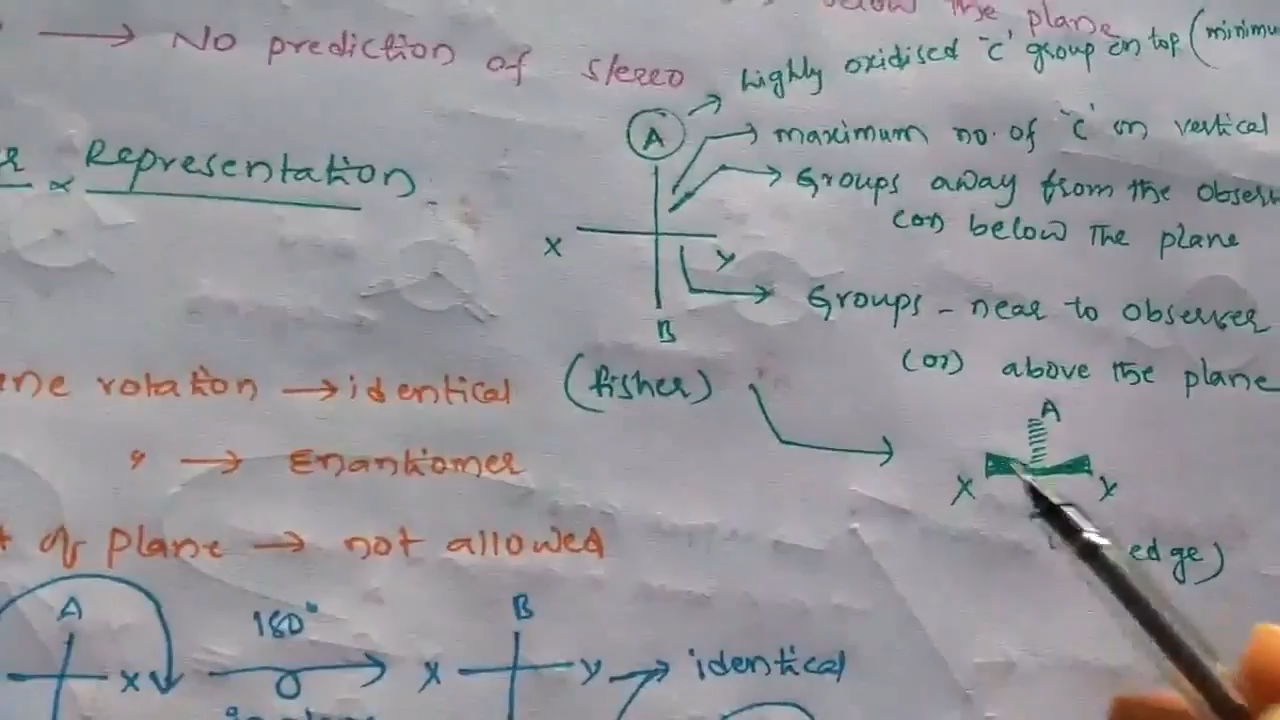 below the plane
→ No prediction of stereo
highly oxidised "c" group on top (minimu
A
→ maximum no. of "c" on vertical
Representation
→ Groups away from the observ
(or) below the plane
X
y
B
→ Groups - near to observer
(or) above the plane
(fisher)
ne rotation → identical
A
X
y
" → Enantiomer
edge)
of plane → not allowed
A
X
180°
B
X
y
→ identical